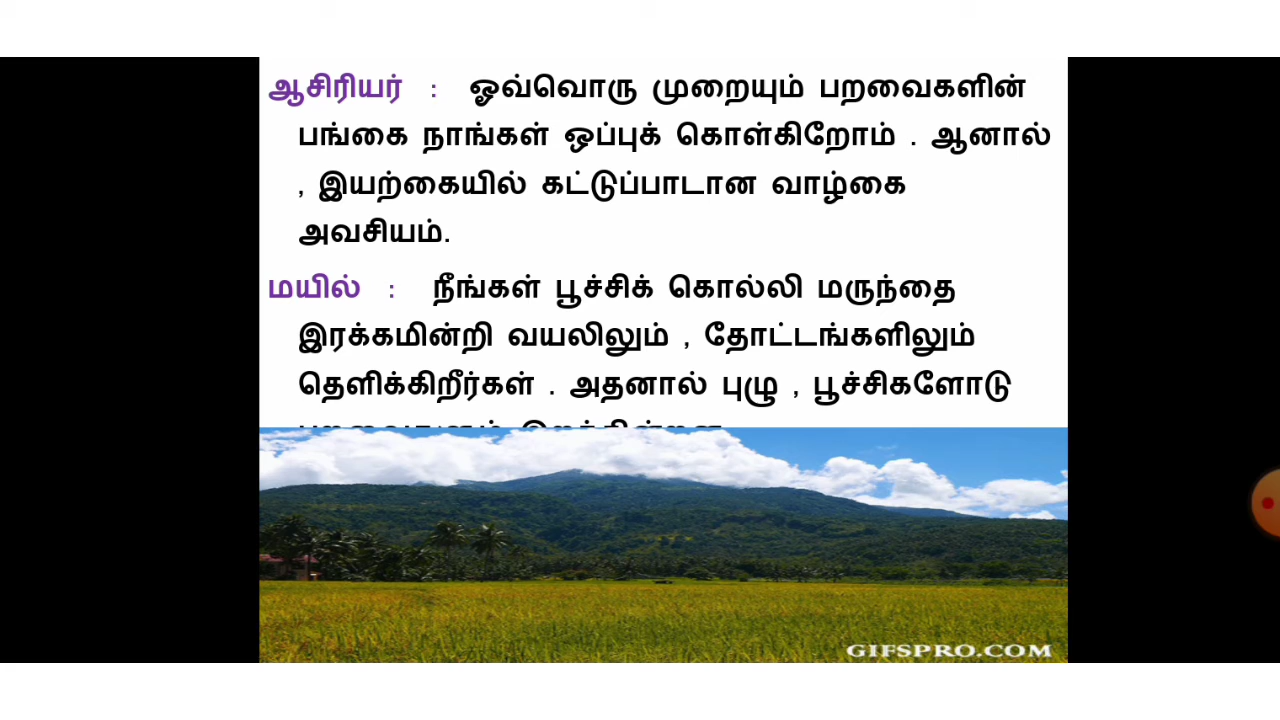 ஆசிரியர் : ஓவ்வொரு முறையும் பறவைகளின்
பங்கை நாங்கள் ஒப்புக் கொள்கிறோம் . ஆனால்
, இயற்கையில் கட்டுப்பாடான வாழ்கை
அவசியம்.
மயில் : நீங்கள் பூச்சிக் கொல்லி மருந்தை
இரக்கமின்றி வயலிலும் , தோட்டங்களிலும்
தெளிக்கிறீர்கள் . அதனால் புழு , பூச்சிகளோடு
GIFSPRO.COM